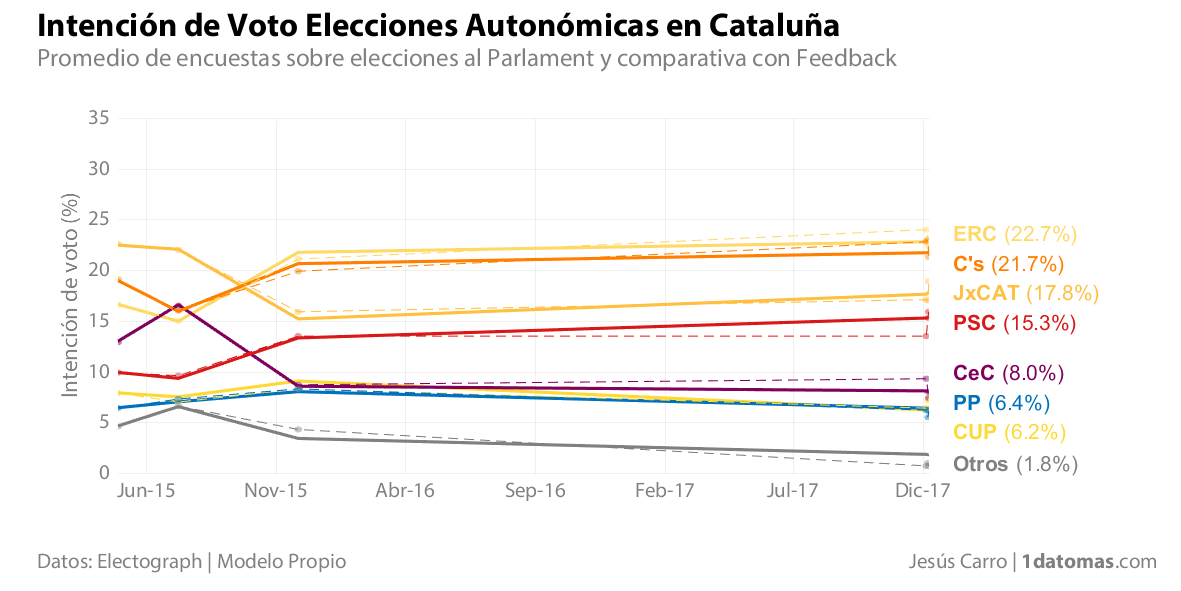 Intención de Voto Elecciones Autonómicas en Cataluña
Promedio de encuestas sobre elecciones al Parlament y comparativa con Feedback
Intención de voto (%)
35
30
25
20
15
10
5
0
Jun-15 Nov-15 Abr-16 Sep-16 Feb-17 Jul-17 Dic-17
ERC (22.7%)
C's (21.7%)
JxCAT (17.8%)
PSC (15.3%)
CeC (8.0%)
PP (6.4%)
CUP (6.2%)
Otros (1.8%)
Datos: Electograph | Modelo Propio
Jesús Carro | 1datomas.com